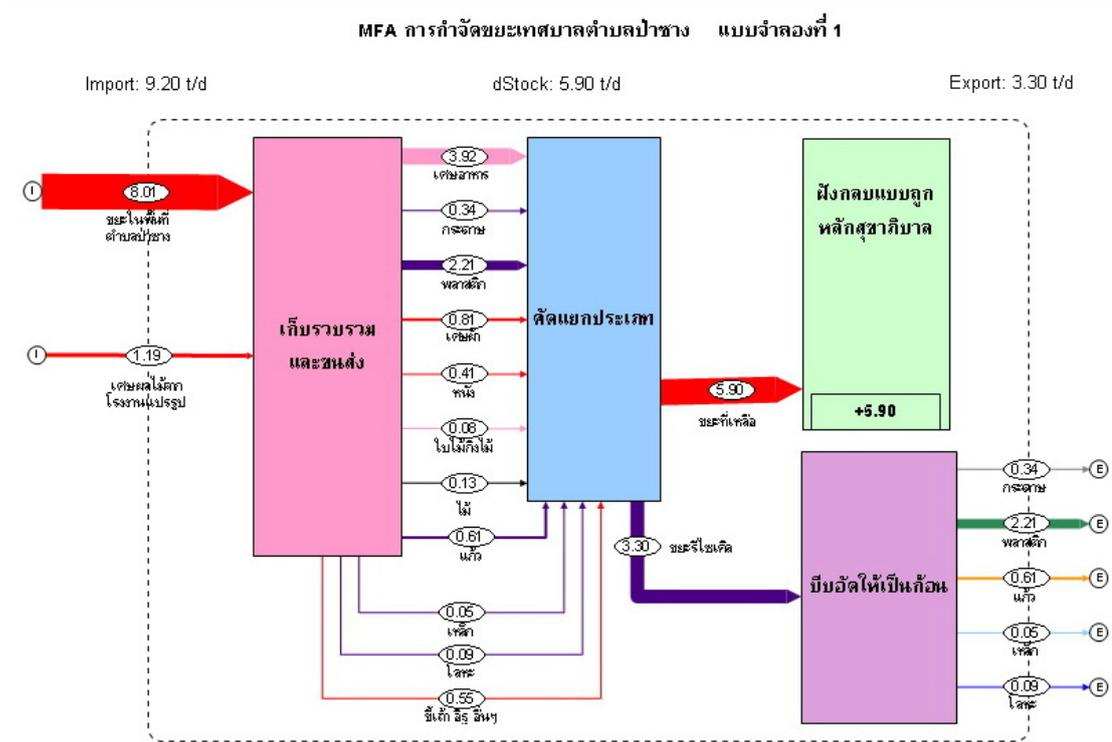 MFA การกำจัดขยะเทศบาลตำบลป่าซาง แบบจำลองที่ 1
Import: 9.20 t/d
dStock: 5.90 t/d
Export: 3.30 t/d
I
8.01
ขยะในพื้นที่
ตำบลป่าซาง
I
1.19
เศษผลไม้จาก
โรงงานแปรรูป
เก็บรวบรวม
และขนส่ง
3.92
เศษอาหาร
0.34
กระดาษ
2.21
พลาสติก
0.81
เศษผ้า
0.41
หนัง
0.08
ใบไม้กิ่งไม้
0.13
ไม้
0.61
แก้ว
0.05
เหล็ก
0.09
โลหะ
0.55
ขี้เถ้า อิฐ อื่นๆ
คัดแยกประเภท
5.90
ขยะที่เหลือ
3.30
ขยะรีไซเคิล
ฝังกลบแบบถูก
หลักสุขาภิบาล
+5.90
บีบอัดให้เป็นก้อน
0.34
กระดาษ
E
2.21
พลาสติก
E
0.61
แก้ว
E
0.05
เหล็ก
E
0.09
โลหะ
E